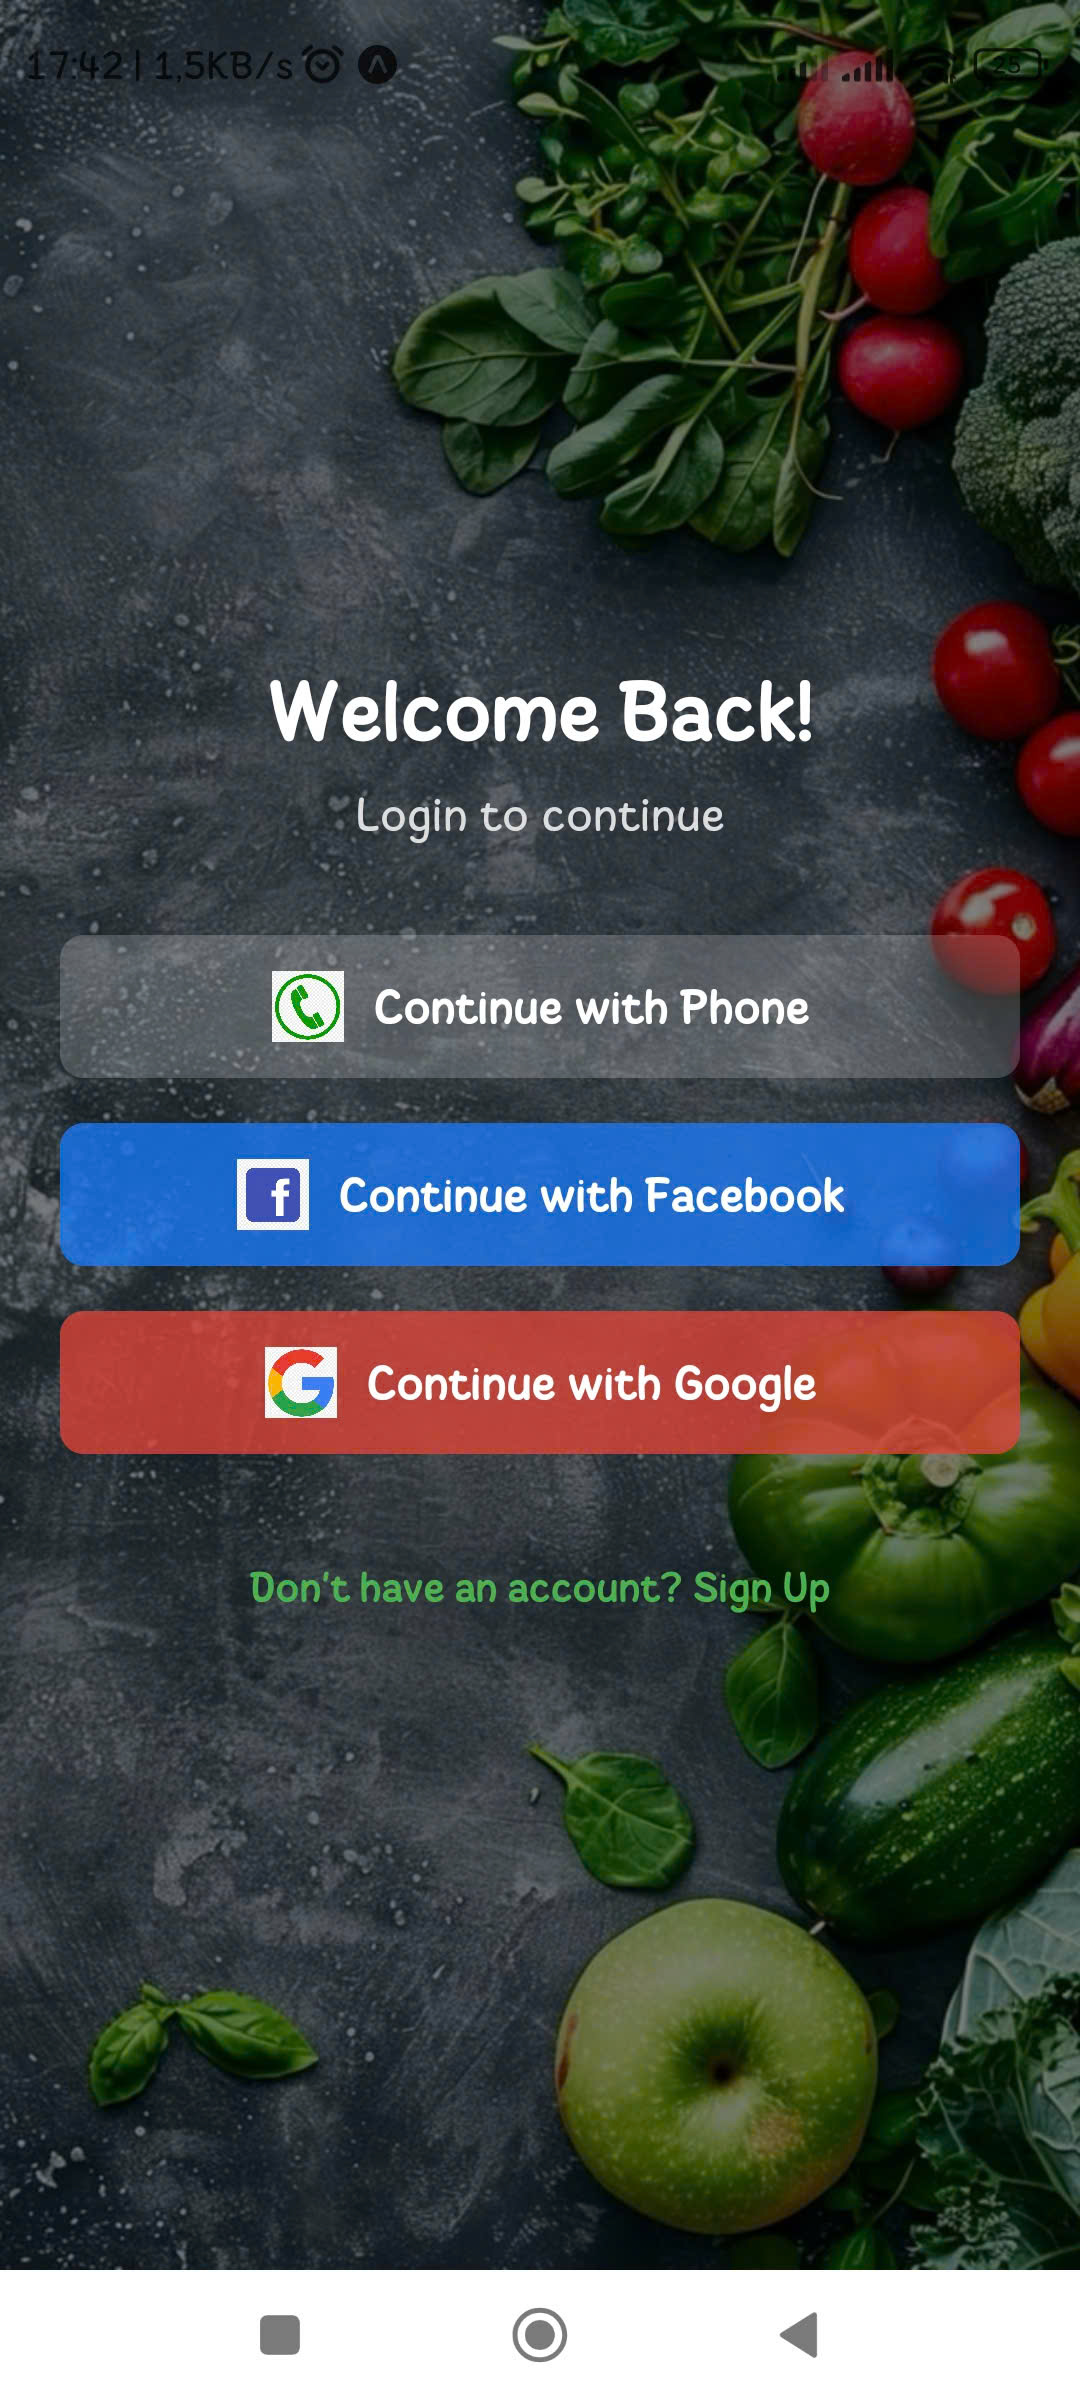 17:42 | 1,5KB/s
25
Welcome Back!
Login to continue
Continue with Phone
f Continue with Facebook
G Continue with Google
Don't have an account? Sign Up